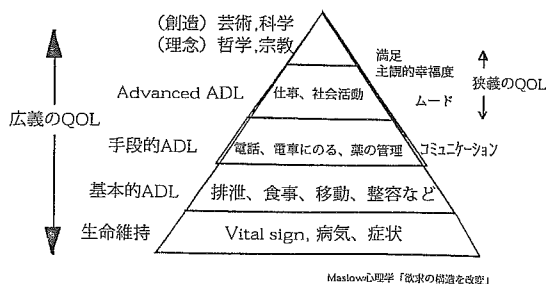 （創造）芸術,科学
（理念）哲学,宗教
満足
主語的幸福度
狭義のQOL
Advanced ADL
仕事、社会活動
ムード
広義のQOL
手段的ADL
電話、電車にのる、薬の管理
コミュニケーション
基本的ADL
排泄、食事、移動、整容など
生命維持
Vital sign, 病気、症状
Maslow心理学「欲求の構造を改変」